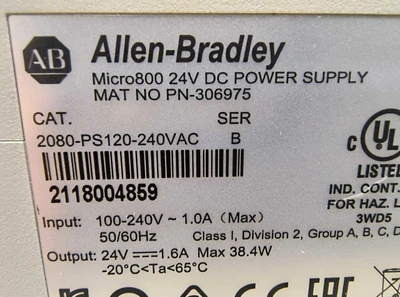 AB Allen-Bradley
Micro800 24V DC POWER SUPPLY
MAT NO PN-306975
CAT. SER
2080-PS120-240VAC B
2118004859
c UL
LISTED
IND. CONT.
FOR HAZ. L
3WD5
Input: 100-240V ~ 1.0A (Max)
50/60Hz Class I, Division 2, Group A, B, C, D
Output: 24V ⎓ 1.6A Max 38.4W
-20°C<Ta<65°C
CE EAC